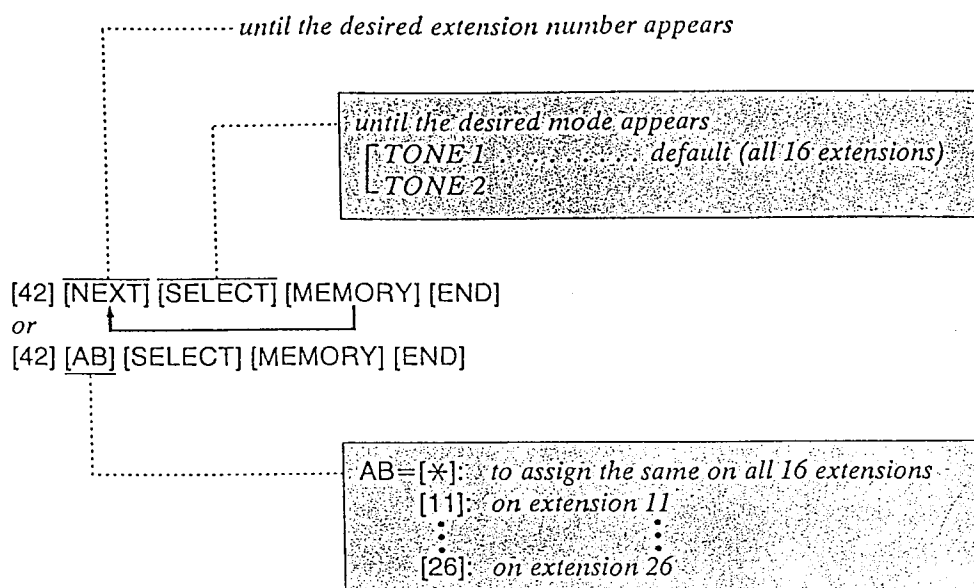 until the desired extension number appears
until the desired mode appears
TONE 1 .......... default (all 16 extensions)
TONE 2
[42] [NEXT] [SELECT] [MEMORY] [END]
or
[42] [AB] [SELECT] [MEMORY] [END]
AB=[*]: to assign the same on all 16 extensions
[11]: on extension 11
[26]: on extension 26